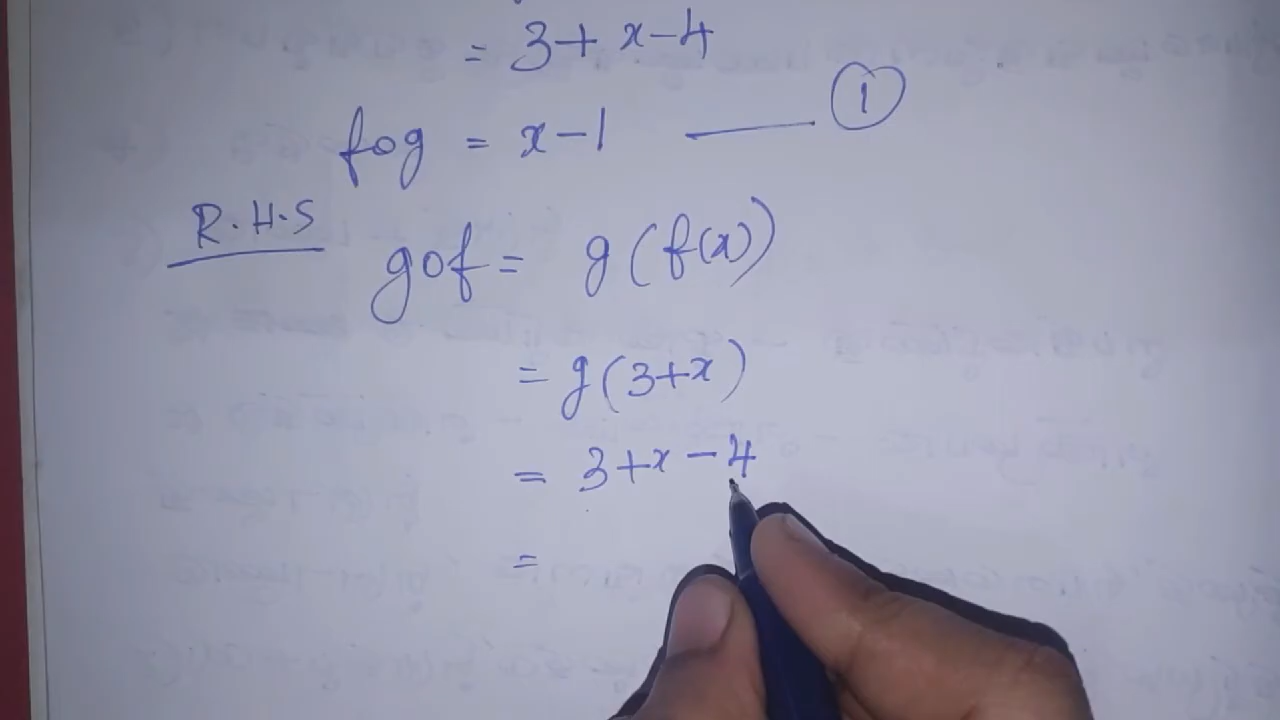 = 3+ x-4
fog = x-1 —— 1
R.H.S
gof = g(f(x))
= g(3+x)
= 3+x-4
=